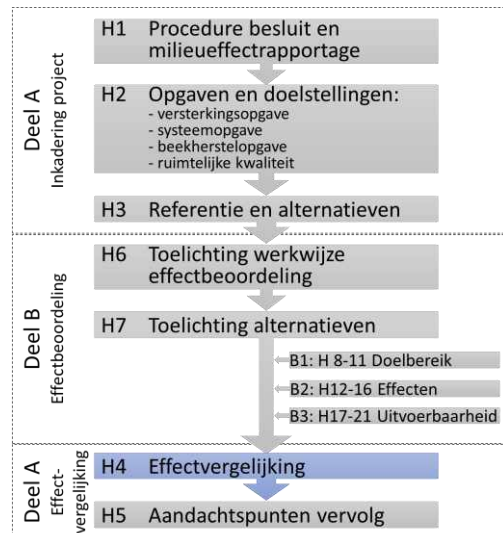 Deel A
Inkadering project
H1 Procedure besluit en
milieueffectrapportage
H2 Opgaven en doelstellingen:
- versterkingsopgave
- systeemopgave
- beekherstelopgave
- ruimtelijke kwaliteit
H3 Referentie en alternatieven
Deel B
Effectbeoordeling
H6 Toelichting werkwijze
effectbeoordeling
H7 Toelichting alternatieven
B1: H 8-11 Doelbereik
B2: H12-16 Effecten
B3: H17-21 Uitvoerbaarheid
Deel A
Effect-
vergelijking
H4 Effectvergelijking
H5 Aandachtspunten vervolg